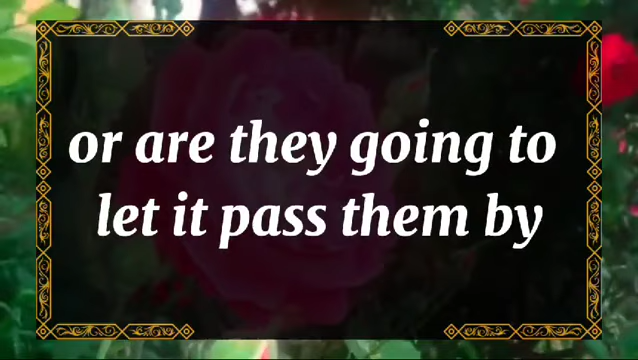 or are they going to
let it pass them by